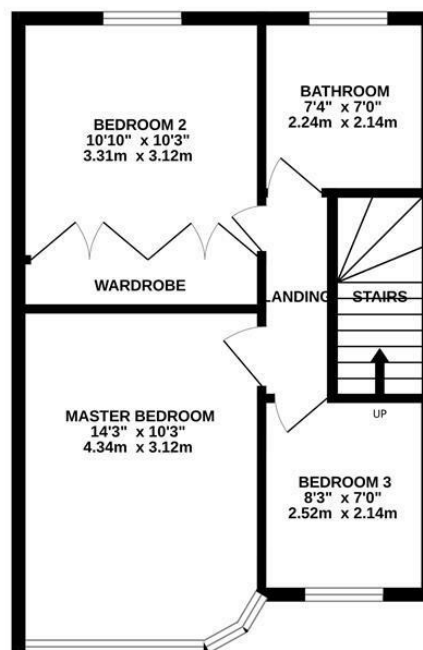 BEDROOM 2
10'10" x 10'3"
3.31m x 3.12m
BATHROOM
7'4" x 7'0"
2.24m x 2.14m
WARDROBE
LANDING
STAIRS
UP
MASTER BEDROOM
14'3" x 10'3"
4.34m x 3.12m
BEDROOM 3
8'3" x 7'0"
2.52m x 2.14m